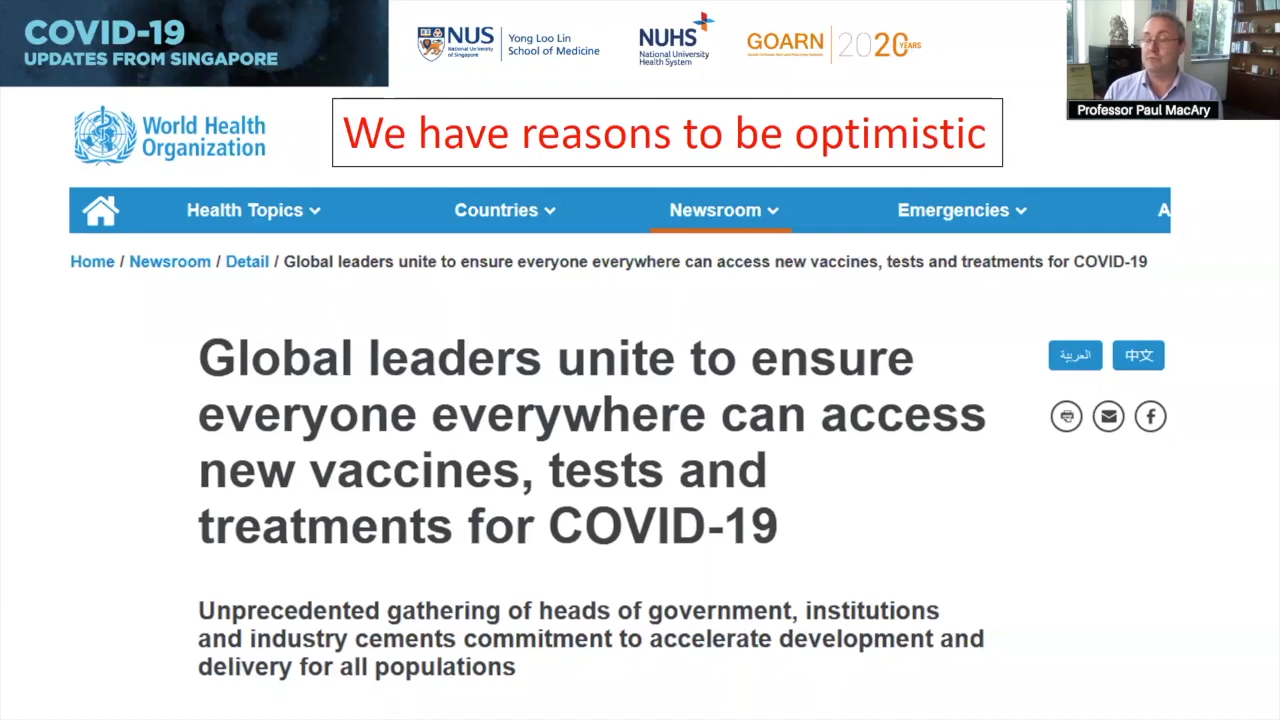 COVID-19
UPDATES FROM SINGAPORE
NUS
National University
of Singapore
Yong Loo Lin
School of Medicine
NUHS
National University
Health System
GOARN
2020 YEARS
Professor Paul MacAry
World Health
Organization
We have reasons to be optimistic
Health Topics
Countries
Newsroom
Emergencies
A
Home / Newsroom / Detail / Global leaders unite to ensure everyone everywhere can access new vaccines, tests and treatments for COVID-19
Global leaders unite to ensure
everyone everywhere can access
new vaccines, tests and
treatments for COVID-19
العربية
中文
Unprecedented gathering of heads of government, institutions
and industry cements commitment to accelerate development and
delivery for all populations